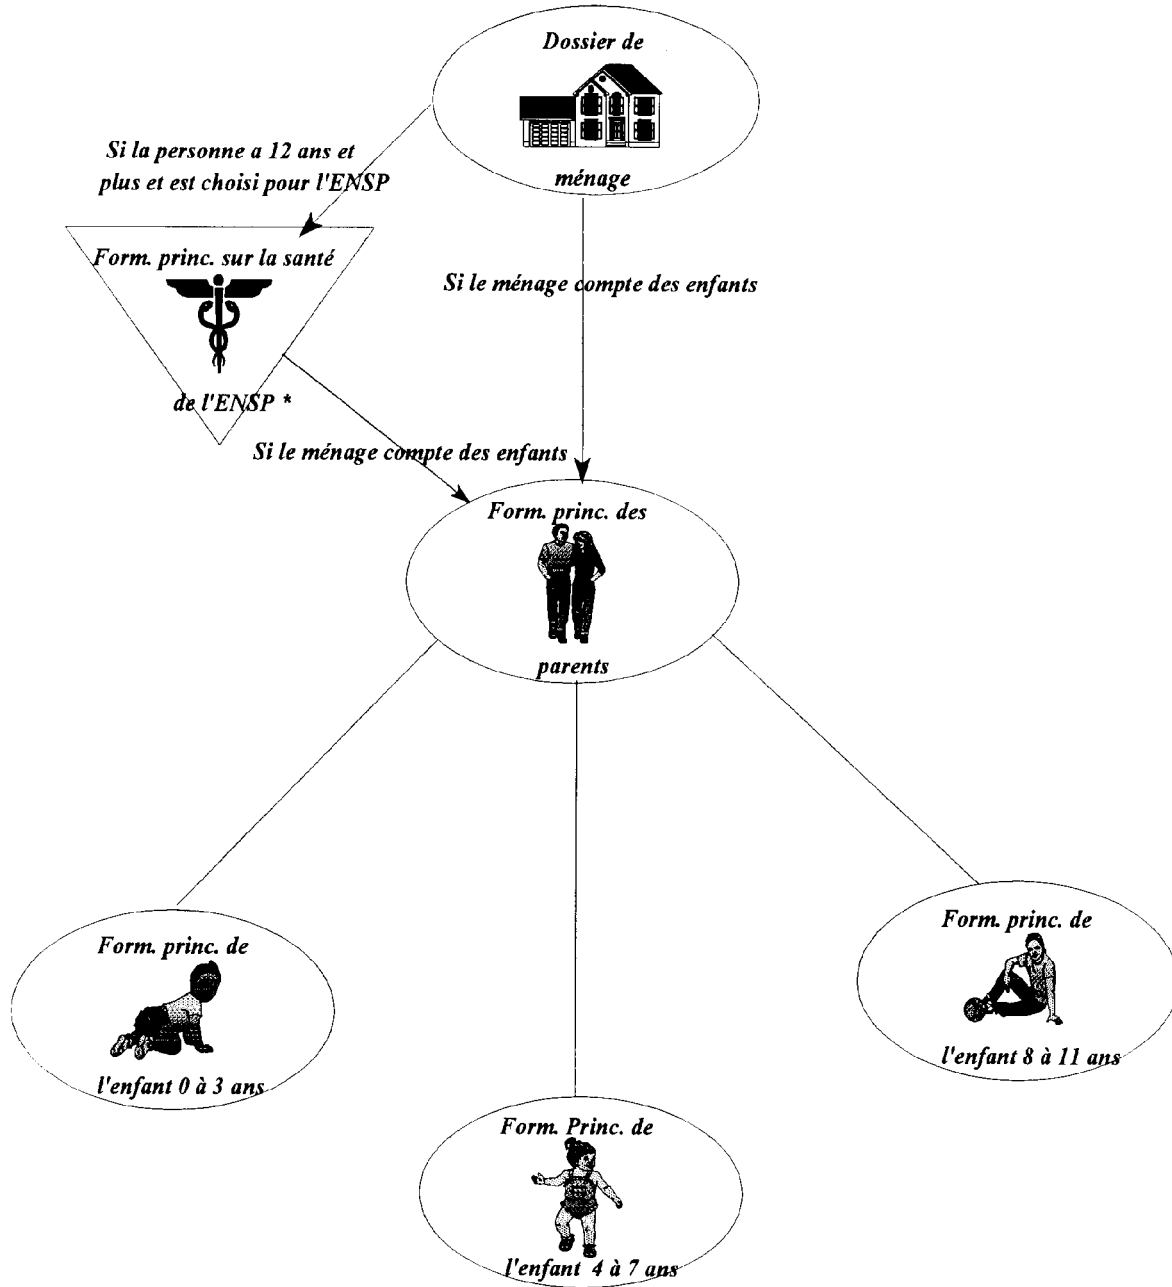 Dossier de
ménage
Si la personne a 12 ans et
plus et est choisi pour l'ENSP
Form. princ. sur la santé
de l'ENSP *
Si le ménage compte des enfants
Si le ménage compte des enfants
Form. princ. des
parents
Form. princ. de
l'enfant 0 à 3 ans
Form. Princ. de
l'enfant 4 à 7 ans
Form. princ. de
l'enfant 8 à 11 ans